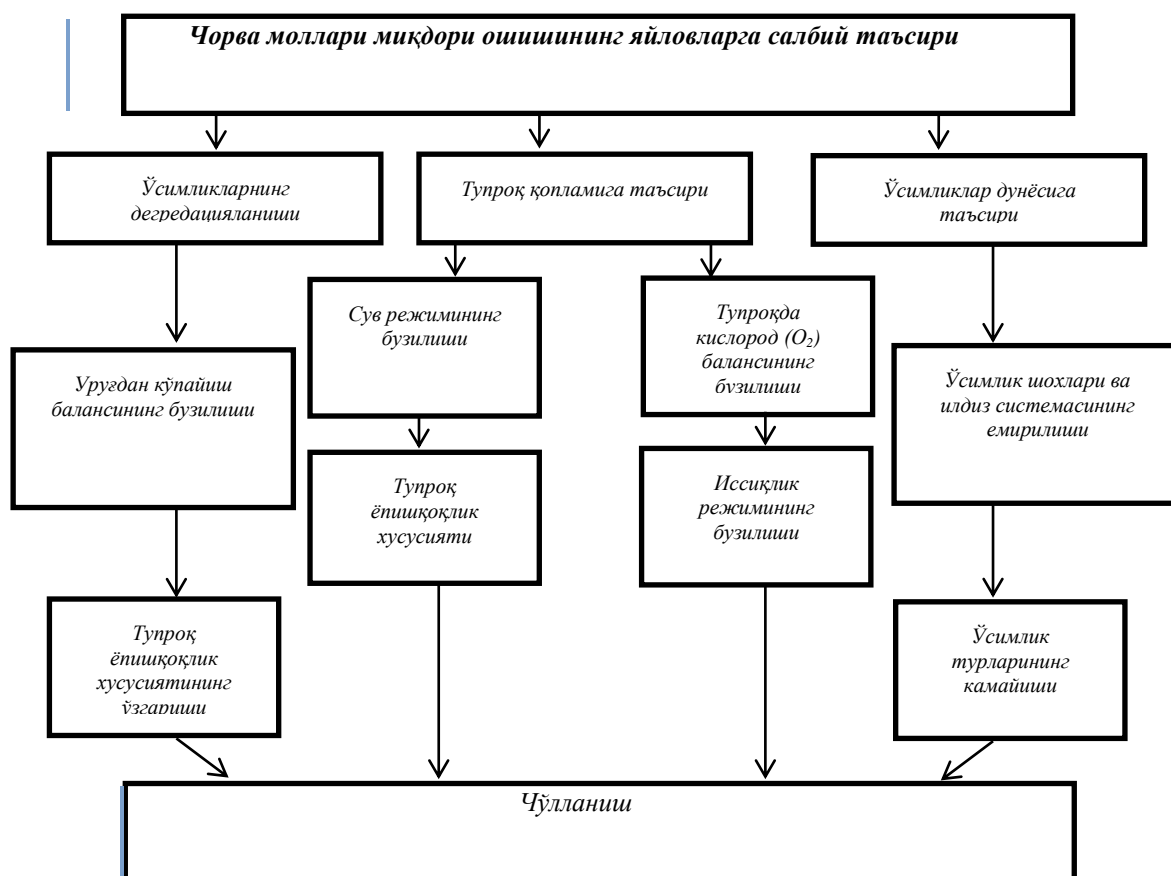 Чорва моллари миқдори ошишининг яйловларга салбий таъсири
Ўсимликларнинг
дегредацияланиши
Тупроқ қопламига таъсири
Ўсимликлар дунёсига
таъсири
Сув режимининг
бузилиши
Тупроқда
кислород (O₂)
балансининг
бузилиши
Уруғдан кўпайиш
балансининг бузилиши
Ўсимлик шохлари ва
илдиз системасининг
емирилиши
Тупроқ
ёпишқоқлик
хусусияти
Иссиқлик
режимининг
бузилиши
Тупроқ
ёпишқоқлик
хусусиятининг
ўзгариши
Ўсимлик
турларининг
камайиши
Чўлланиш